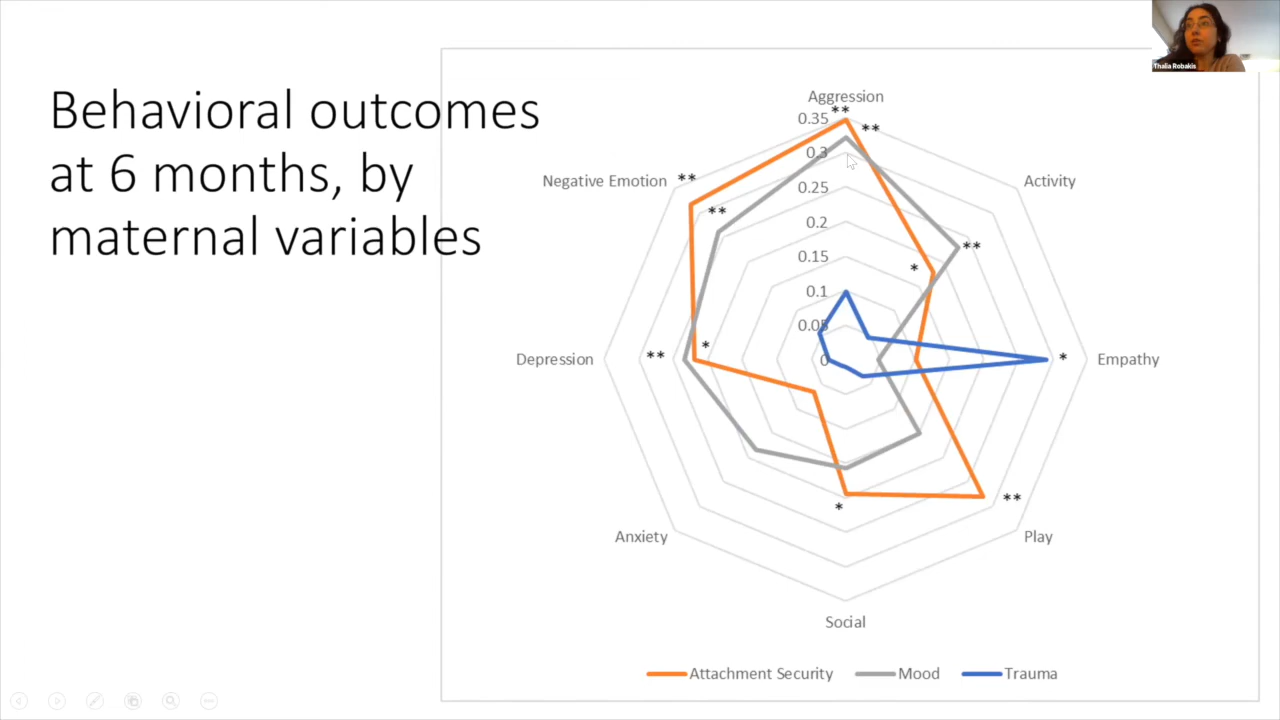 Thalia Robakis
Behavioral outcomes
at 6 months, by
maternal variables
Aggression
**
0.35
**
0.3
Negative Emotion
**
Activity
0.25
**
0.2
**
0.15
*
0.1
0.05
Depression
**
*
0
*
Empathy
**
*
Anxiety
Play
Social
Attachment Security
Mood
Trauma